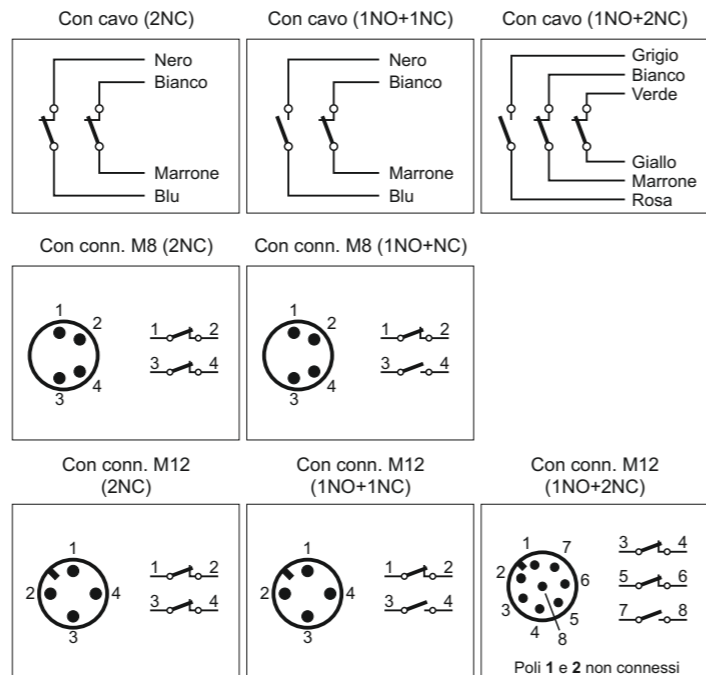 Con cavo (2NC)
Nero
Bianco
Marrone
Blu
Con cavo (1NO+1NC)
Nero
Bianco
Marrone
Blu
Con cavo (1NO+2NC)
Grigio
Bianco
Verde
Giallo
Marrone
Rosa
Con conn. M8 (2NC)
1
2
4
3
1 2
3 4
Con conn. M8 (1NO+NC)
1
2
4
3
1 2
3 4
Con conn. M12
(2NC)
1
2 4
3
1 2
3 4
Con conn. M12
(1NO+1NC)
1
2 4
3
1 2
3 4
Con conn. M12
(1NO+2NC)
1 7
2 6
3 5
4 8
3 4
5 6
7 8
Poli 1 e 2 non connessi